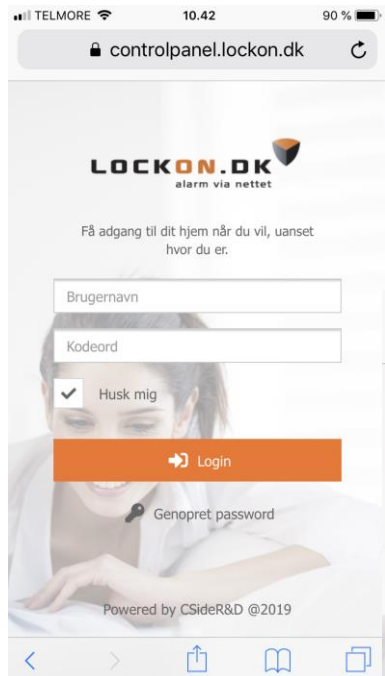 TELMORE 10.42 90 %
controlpanel.lockon.dk
LOCKON.DK
alarm via nettet
Få adgang til dit hjem når du vil, uanset
hvor du er.
Brugernavn
Kodeord
Husk mig
Login
Genopret password
Powered by CSideR&D @2019